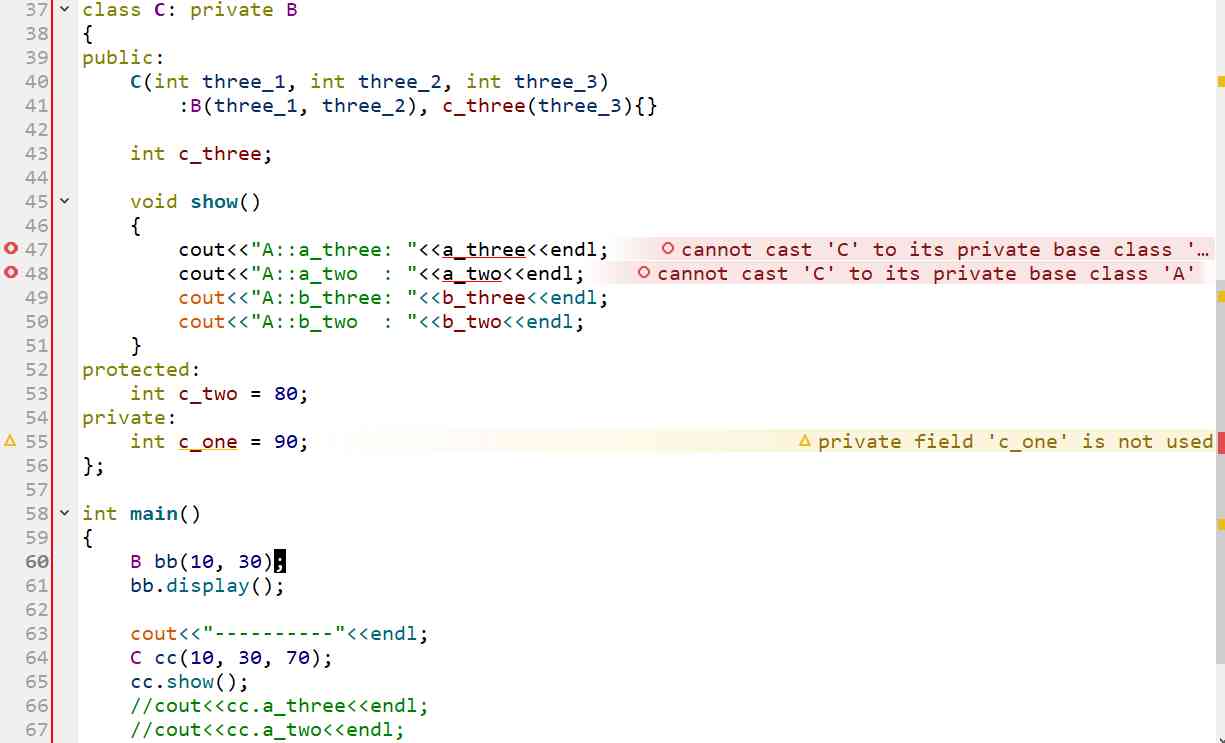 37 class C: private B
38 {
39 public:
40 C(int three_1, int three_2, int three_3)
41 :B(three_1, three_2), c_three(three_3){}
42
43 int c_three;
44
45 void show()
46 {
47 cout<<"A::a_three: "<<a_three<<endl; cannot cast 'C' to its private base class '…
48 cout<<"A::a_two  : "<<a_two<<endl; cannot cast 'C' to its private base class 'A'
49 cout<<"A::b_three: "<<b_three<<endl;
50 cout<<"A::b_two  : "<<b_two<<endl;
51 }
52 protected:
53 int c_two = 80;
54 private:
55 int c_one = 90; private field 'c_one' is not used
56 };
57
58 int main()
59 {
60 B bb(10, 30);
61 bb.display();
62
63 cout<<"----------"<<endl;
64 C cc(10, 30, 70);
65 cc.show();
66 //cout<<cc.a_three<<endl;
67 //cout<<cc.a_two<<endl;